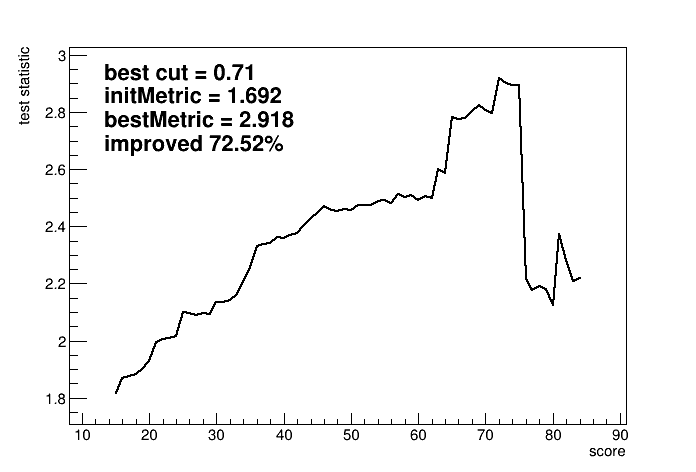 test statistic
best cut = 0.71
initMetric = 1.692
bestMetric = 2.918
improved 72.52%
3
2.8
2.6
2.4
2.2
2
1.8
10 20 30 40 50 60 70 80 90
score